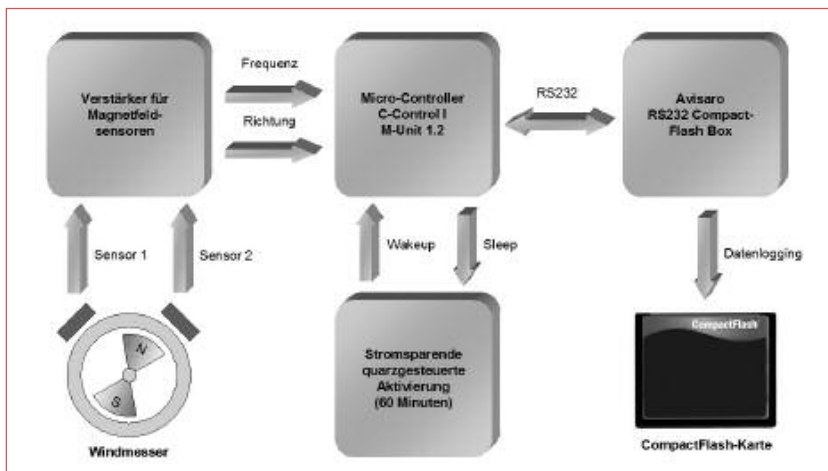 Verstärker für
Magnetfeld-
sensoren
Frequenz
Richtung
Micro-Controller
C-Control I
M-Unit 1.2
RS232
Avisaro
RS232 Compact-
Flash Box
Sensor 1
Sensor 2
Wakeup
Sleep
Datenlogging
N
S
Windmesser
Stromsparende
quarzgesteuerte
Aktivierung
(60 Minuten)
CompactFlash
CompactFlash-Karte